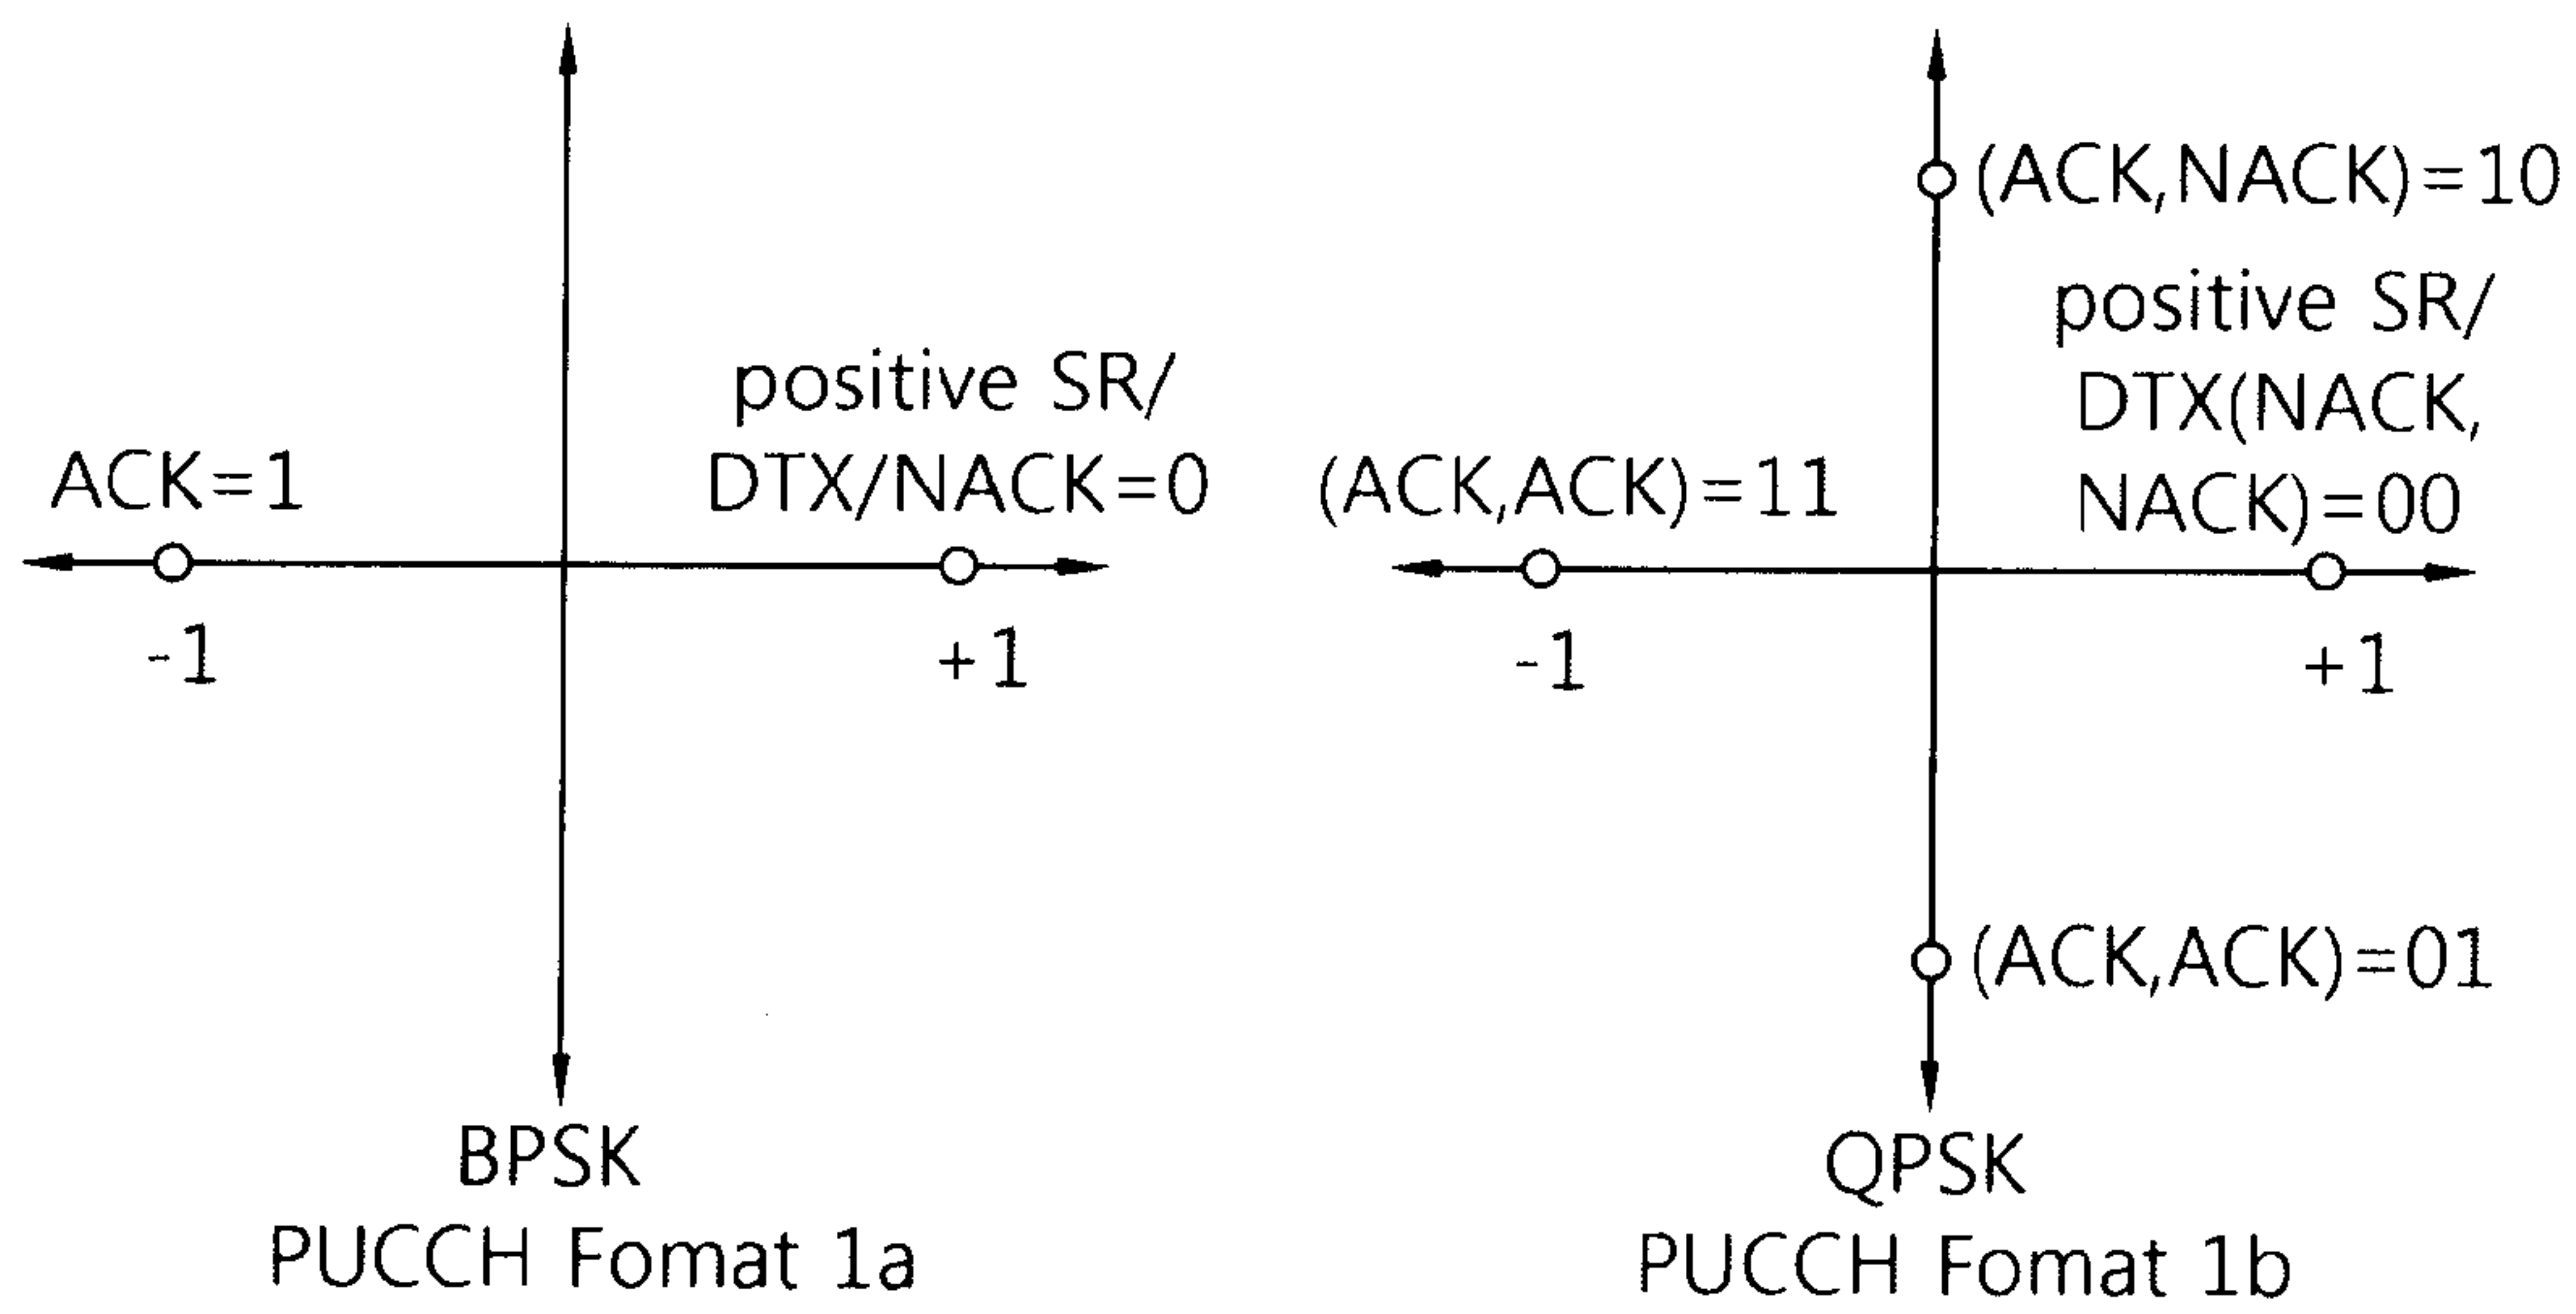 ACK=1
positive SR/
DTX/NACK=0
-1
+1
BPSK
PUCCH Fomat 1a
(ACK,NACK)=10
positive SR/
DTX(NACK,
NACK)=00
(ACK,ACK)=11
-1
+1
(ACK,ACK)=01
QPSK
PUCCH Fomat 1b